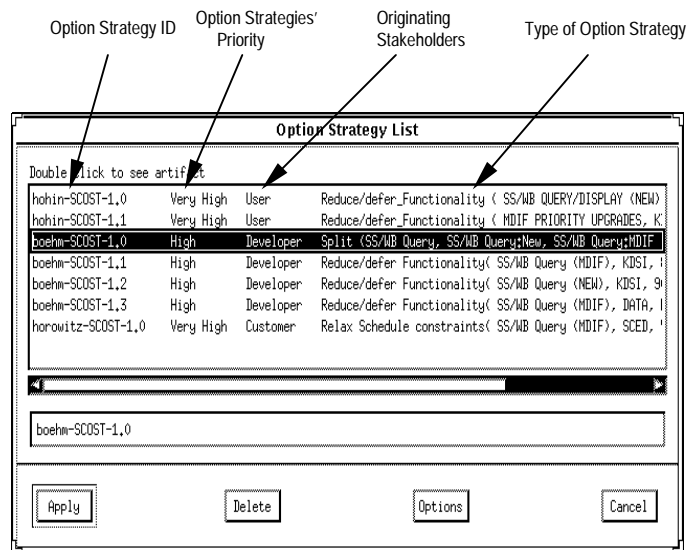 Option Strategy ID
Option Strategies' Priority
Originating Stakeholders
Type of Option Strategy
Option Strategy List
Double click to see artifact
hohin-SCOST-1.0 Very High User Reduce/defer_Functionality ( SS/WB QUERY/DISPLAY (NEW)
hohin-SCOST-1.1 Very High User Reduce/defer_Functionality ( MDIF PRIORITY UPGRADES,
boehm-SCOST-1.0 High Developer Split (SS/WB Query, SS/WB Query:New, SS/WB Query:MDIF
boehm-SCOST-1.1 High Developer Reduce/defer Functionality( SS/WB Query (MDIF), KDSI,
boehm-SCOST-1.2 High Developer Reduce/defer Functionality( SS/WB Query (NEW), KDSI,
boehm-SCOST-1.3 High Developer Reduce/defer Functionality( SS/WB Query (MDIF), DATA,
horowitz-SCOST-1.0 Very High Customer Relax Schedule constraints( SS/WB Query (MDIF), SCED,
boehm-SCOST-1.0
Apply Delete Options Cancel